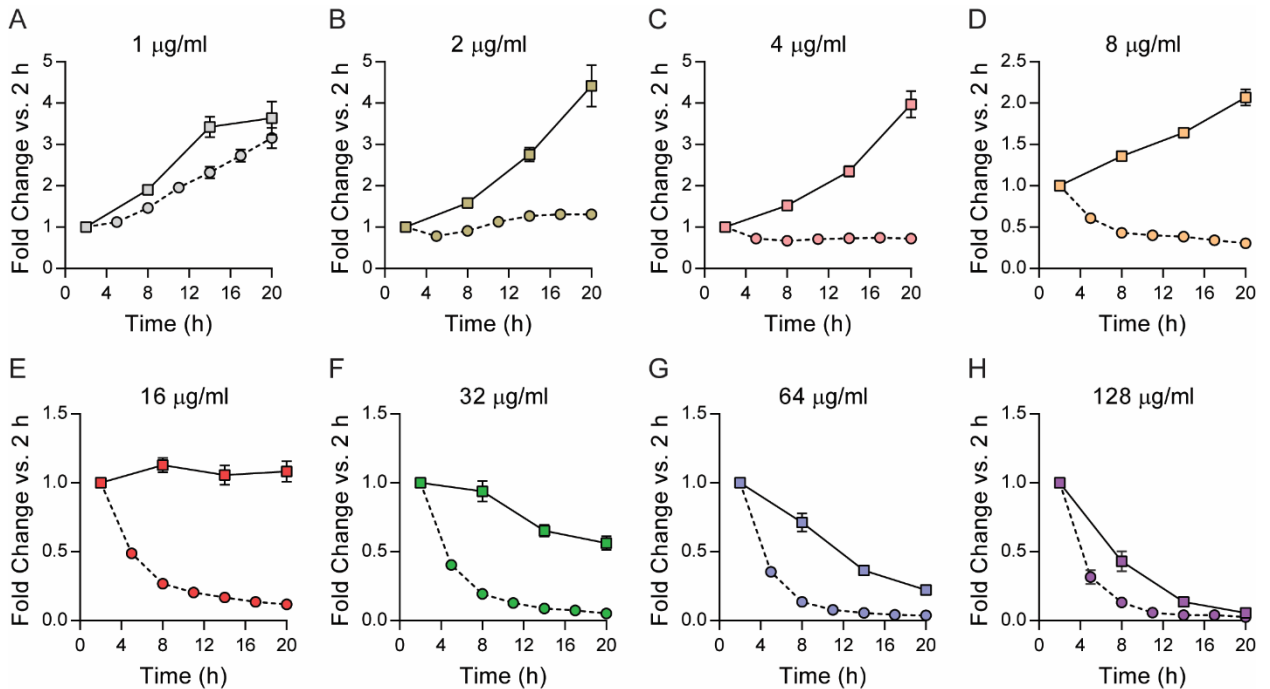 A
1 μg/ml
Fold Change vs. 2 h
5
4
3
2
1
0
0 4 8 12 16 20
Time (h)
B
2 μg/ml
Fold Change vs. 2 h
5
4
3
2
1
0
0 4 8 12 16 20
Time (h)
C
4 μg/ml
Fold Change vs. 2 h
5
4
3
2
1
0
0 4 8 12 16 20
Time (h)
D
8 μg/ml
Fold Change vs. 2 h
2.5
2.0
1.5
1.0
0.5
0.0
0 4 8 12 16 20
Time (h)
E
16 μg/ml
Fold Change vs. 2 h
1.5
1.0
0.5
0.0
0 4 8 12 16 20
Time (h)
F
32 μg/ml
Fold Change vs. 2 h
1.5
1.0
0.5
0.0
0 4 8 12 16 20
Time (h)
G
64 μg/ml
Fold Change vs. 2 h
1.5
1.0
0.5
0.0
0 4 8 12 16 20
Time (h)
H
128 μg/ml
Fold Change vs. 2 h
1.5
1.0
0.5
0.0
0 4 8 12 16 20
Time (h)